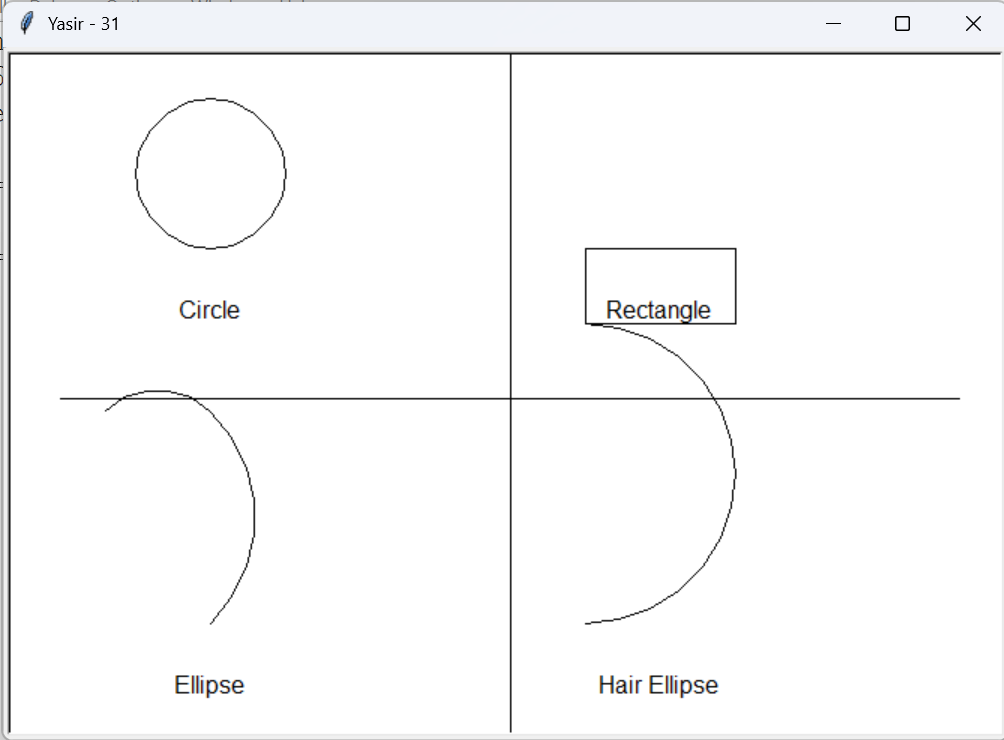 Yasir - 31
Circle
Rectangle
Ellipse
Hair Ellipse